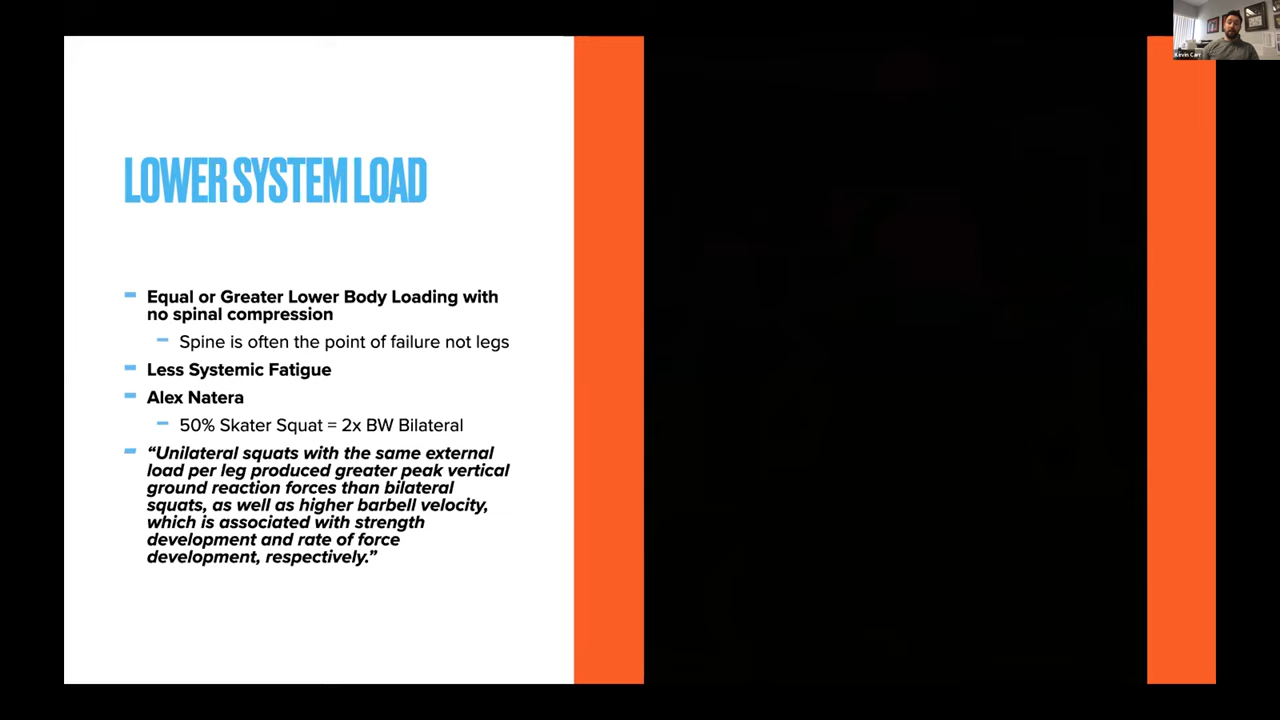 LOWER SYSTEM LOAD
Equal or Greater Lower Body Loading with
no spinal compression
Spine is often the point of failure not legs
Less Systemic Fatigue
Alex Natera
50% Skater Squat = 2x BW Bilateral
“Unilateral squats with the same external
load per leg produced greater peak vertical
ground reaction forces than bilateral
squats, as well as higher barbell velocity,
which is associated with strength
development and rate of force
development, respectively.”
Kevin Carr